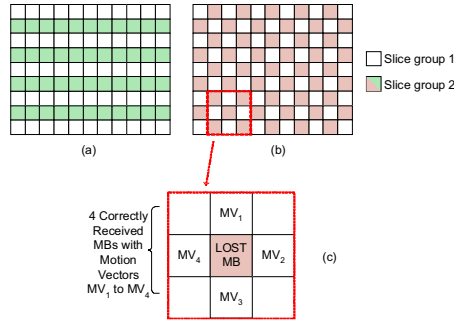 Slice group 1
Slice group 2
(a)
(b)
4 Correctly
Received
MBs with
Motion
Vectors
MV1 to MV4
MV1
MV4
LOST
MB
MV2
MV3
(c)